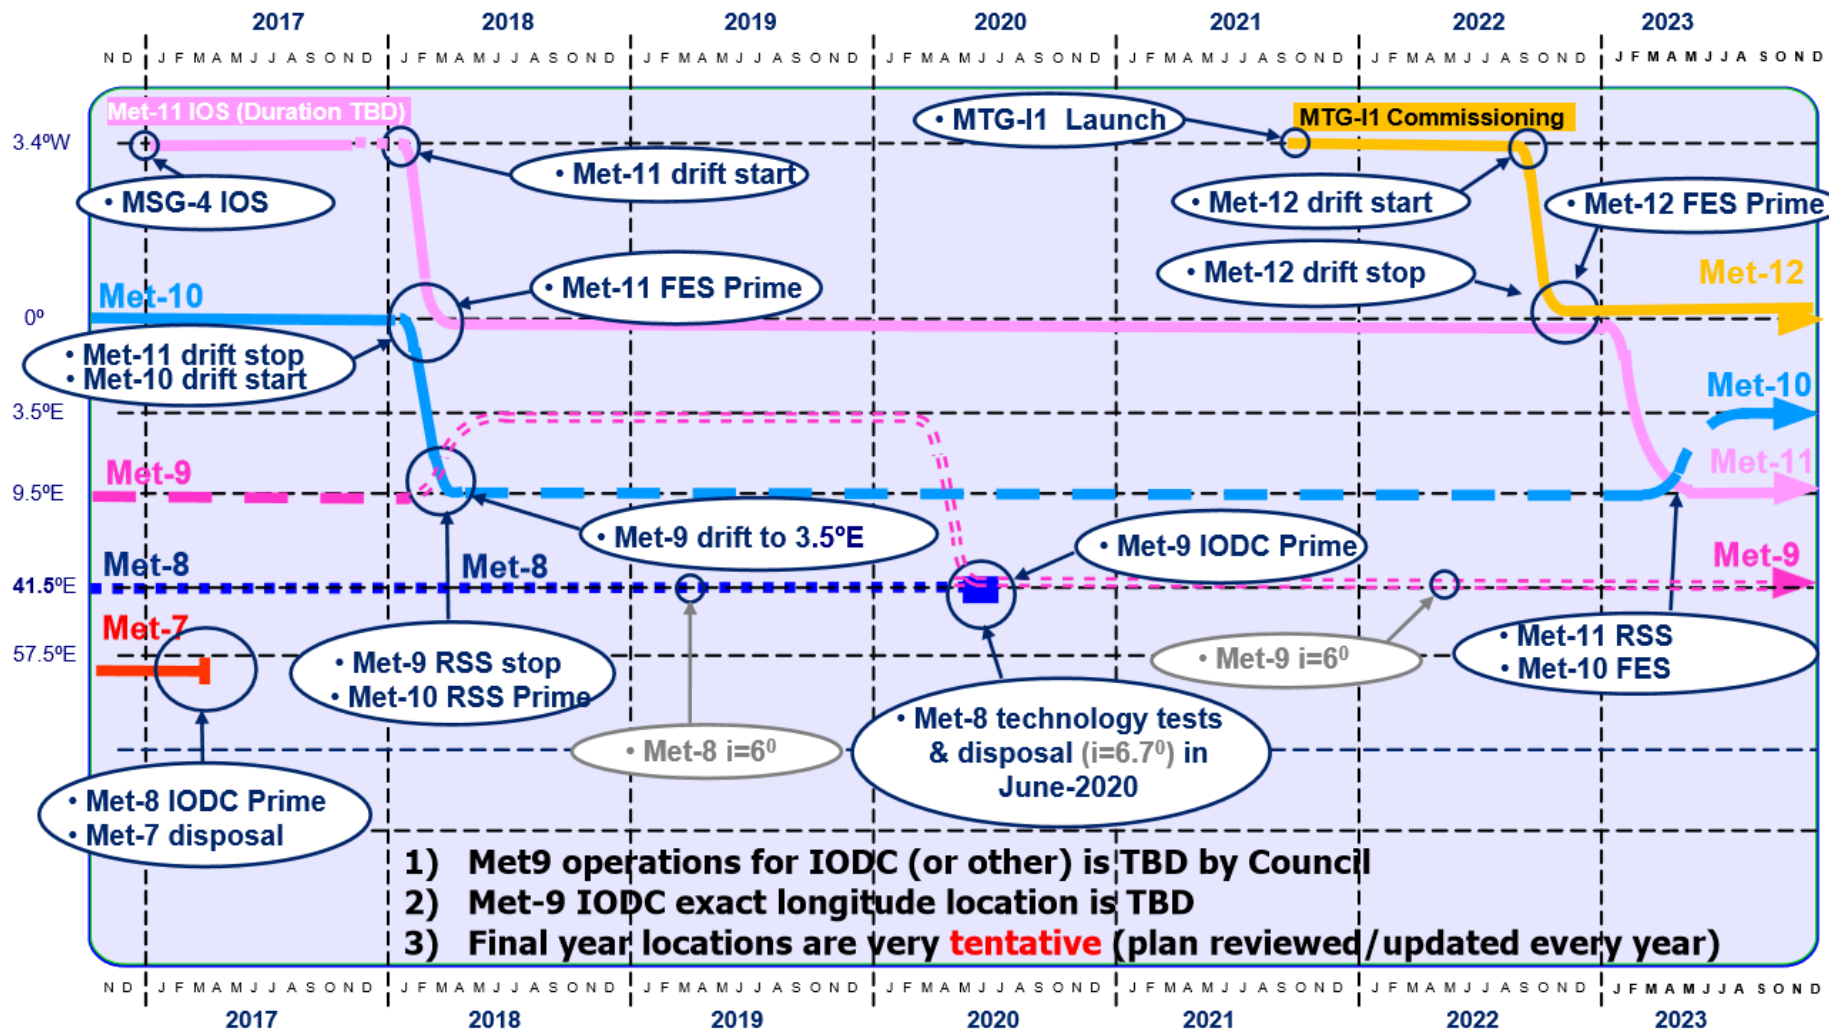 2017 2018 2019 2020 2021 2022 2023
N D J F M A M J J A S O N D J F M A M J J A S O N D J F M A M J J A S O N D J F M A M J J A S O N D J F M A M J J A S O N D J F M A M J J A S O N D J F M A M J J A S O N D
Met-11 IOS (Duration TBD)
• MTG-I1 Launch
MTG-I1 Commissioning
3.4ºW
• Met-11 drift start
• MSG-4 IOS
• Met-12 drift start
• Met-12 FES Prime
• Met-12 drift stop
Met-12
• Met-11 FES Prime
Met-10
0º
• Met-11 drift stop
• Met-10 drift start
Met-10
3.5ºE
Met-9
Met-11
9.5ºE
• Met-9 drift to 3.5ºE
• Met-9 IODC Prime
Met-8
Met-8
Met-9
41.5ºE
Met-7
57.5ºE
• Met-9 RSS stop
• Met-10 RSS Prime
• Met-9 i=6⁰
• Met-11 RSS
• Met-10 FES
• Met-8 i=6⁰
• Met-8 technology tests
& disposal (i=6.7⁰) in
June-2020
• Met-8 IODC Prime
• Met-7 disposal
1) Met9 operations for IODC (or other) is TBD by Council
2) Met-9 IODC exact longitude location is TBD
3) Final year locations are very tentative (plan reviewed/updated every year)
N D J F M A M J J A S O N D J F M A M J J A S O N D J F M A M J J A S O N D J F M A M J J A S O N D J F M A M J J A S O N D J F M A M J J A S O N D J F M A M J J A S O N D
2017 2018 2019 2020 2021 2022 2023